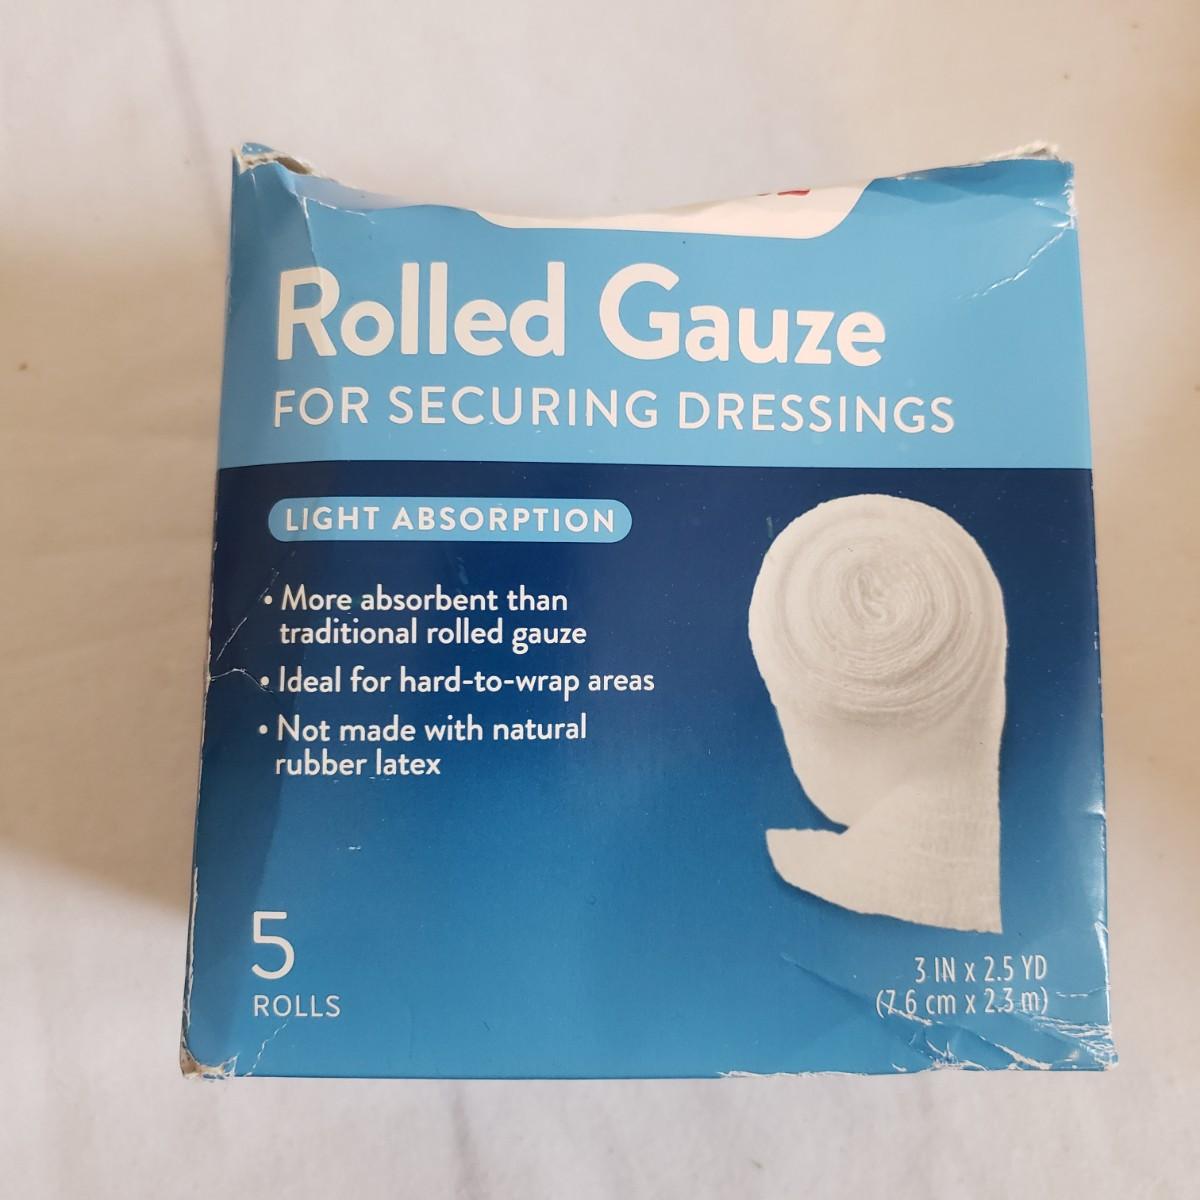 Rolled Gauze
FOR SECURING DRESSINGS
LIGHT ABSORPTION
• More absorbent than
traditional rolled gauze
• Ideal for hard-to-wrap areas
• Not made with natural
rubber latex
5
ROLLS
3 IN x 2.5 YD
(7.6 cm x 2.3 m)